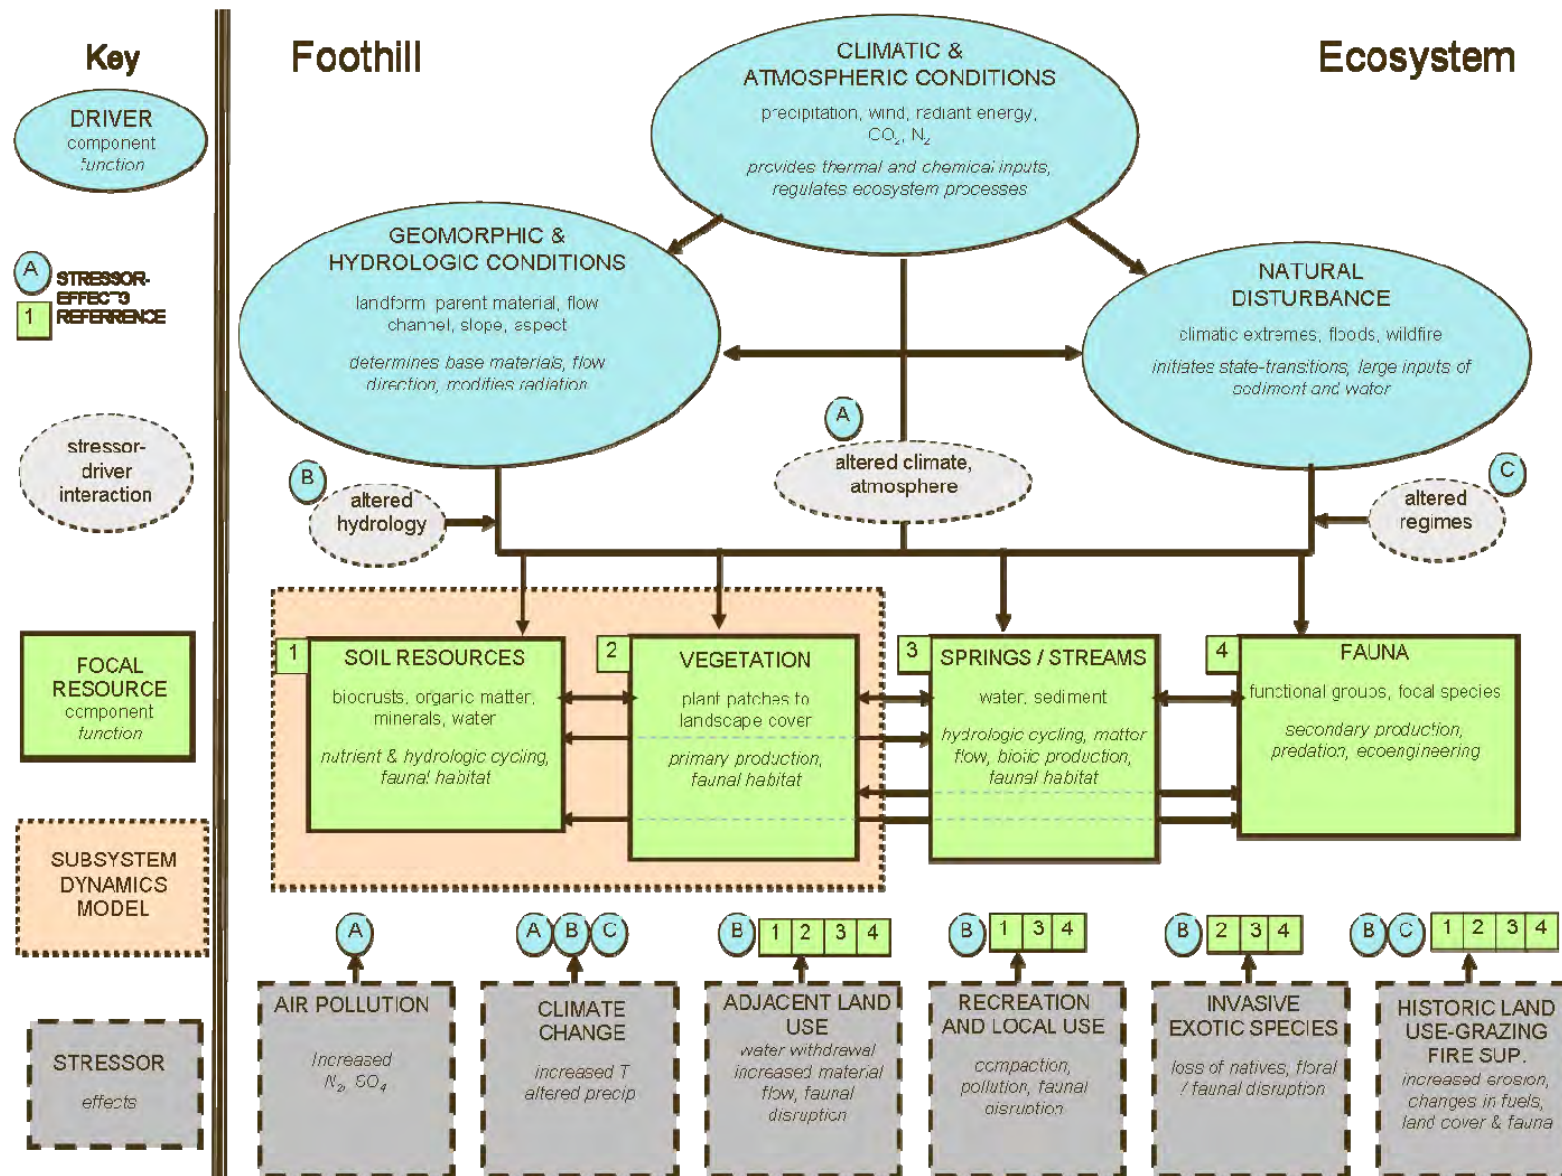 Key
DRIVER
component
function
A
1
STRESSOR-
EFFECTS
REFERRENCE
stressor-
driver
interaction
FOCAL
RESOURCE
component
function
SUBSYSTEM
DYNAMICS
MODEL
STRESSOR
effects
Foothill
Ecosystem
CLIMATIC &
ATMOSPHERIC CONDITIONS
precipitation, wind, radiant energy,
CO2, N2
provides thermal and chemical inputs,
regulates ecosystem processes
GEOMORPHIC &
HYDROLOGIC CONDITIONS
landform, parent material, flow
channel, slope, aspect
determines base materials, flow
direction, modifies radiation
NATURAL
DISTURBANCE
climatic extremes, floods, wildfire
initiates state-transitions, large inputs of
sediment and water
A
altered climate,
atmosphere
B
altered
hydrology
C
altered
regimes
1
SOIL RESOURCES
biocrusts, organic matter,
minerals, water
nutrient & hydrologic cycling,
faunal habitat
2
VEGETATION
plant patches to
landscape cover
primary production,
faunal habitat
3
SPRINGS / STREAMS
water, sediment
hydrologic cycling, matter
flow, biotic production,
faunal habitat
4
FAUNA
functional groups, focal species
secondary production,
predation, ecoengineering
A
AIR POLLUTION
Increased
N2, SO4
A B C
CLIMATE
CHANGE
increased T
altered precip
B 1 2 3 4
ADJACENT LAND
USE
water withdrawal
increased material
flow, faunal
disruption
B 1 3 4
RECREATION
AND LOCAL USE
compaction,
pollution, faunal
disruption
B 2 3 4
INVASIVE
EXOTIC SPECIES
loss of natives, floral
/ faunal disruption
B C 1 2 3 4
HISTORIC LAND
USE-GRAZING
FIRE SUP.
increased erosion,
changes in fuels,
land cover & fauna